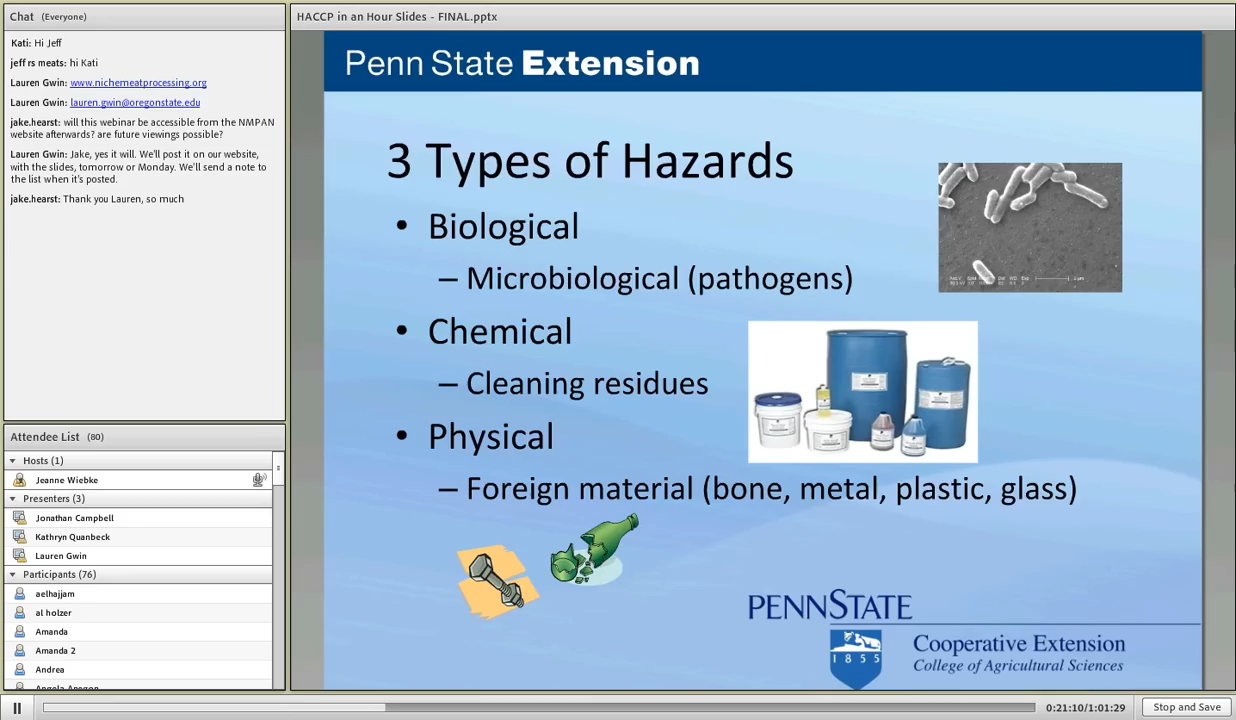 Chat (Everyone)
Kati: Hi Jeff
jeff rs meats: hi Kati
Lauren Gwin: www.nichemeatprocessing.org
Lauren Gwin: lauren.gwin@oregonstate.edu
jake.hearst: will this webinar be accessible from the NMPAN
website afterwards? are future viewings possible?
Lauren Gwin: Jake, yes it will. We'll post it on our website,
with the slides, tomorrow or Monday. We'll send a note to
the list when it's posted.
jake.hearst: Thank you Lauren, so much
Attendee List (80)
Hosts (1)
Jeanne Wiebke
Presenters (3)
Jonathan Campbell
Kathryn Quanbeck
Lauren Gwin
Participants (76)
aelhajjam
al holzer
Amanda
Amanda 2
Andrea
HACCP in an Hour Slides - FINAL.pptx
Penn State Extension
3 Types of Hazards
• Biological
– Microbiological (pathogens)
• Chemical
– Cleaning residues
• Physical
– Foreign material (bone, metal, plastic, glass)
PENNSTATE
1855
Cooperative Extension
College of Agricultural Sciences
0:21:10/1:01:29
Stop and Save